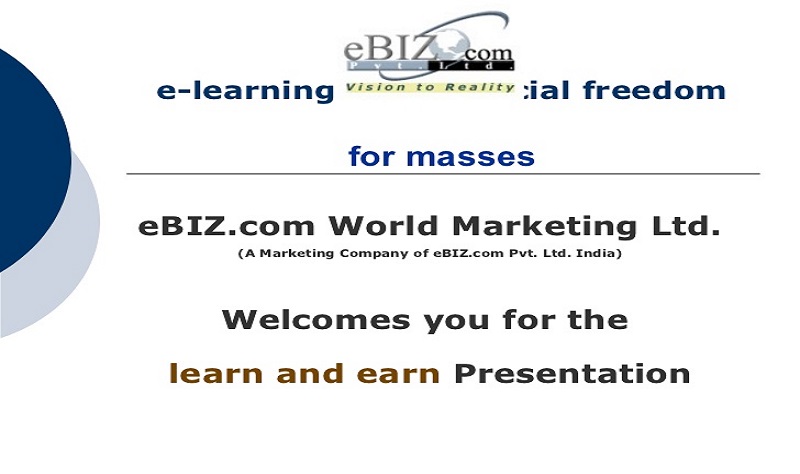 eBIZ.com
Pvt. Ltd.
Vision to Reality
e-learning cial freedom
for masses
eBIZ.com World Marketing Ltd.
(A Marketing Company of eBIZ.com Pvt. Ltd. India)
Welcomes you for the
learn and earn Presentation